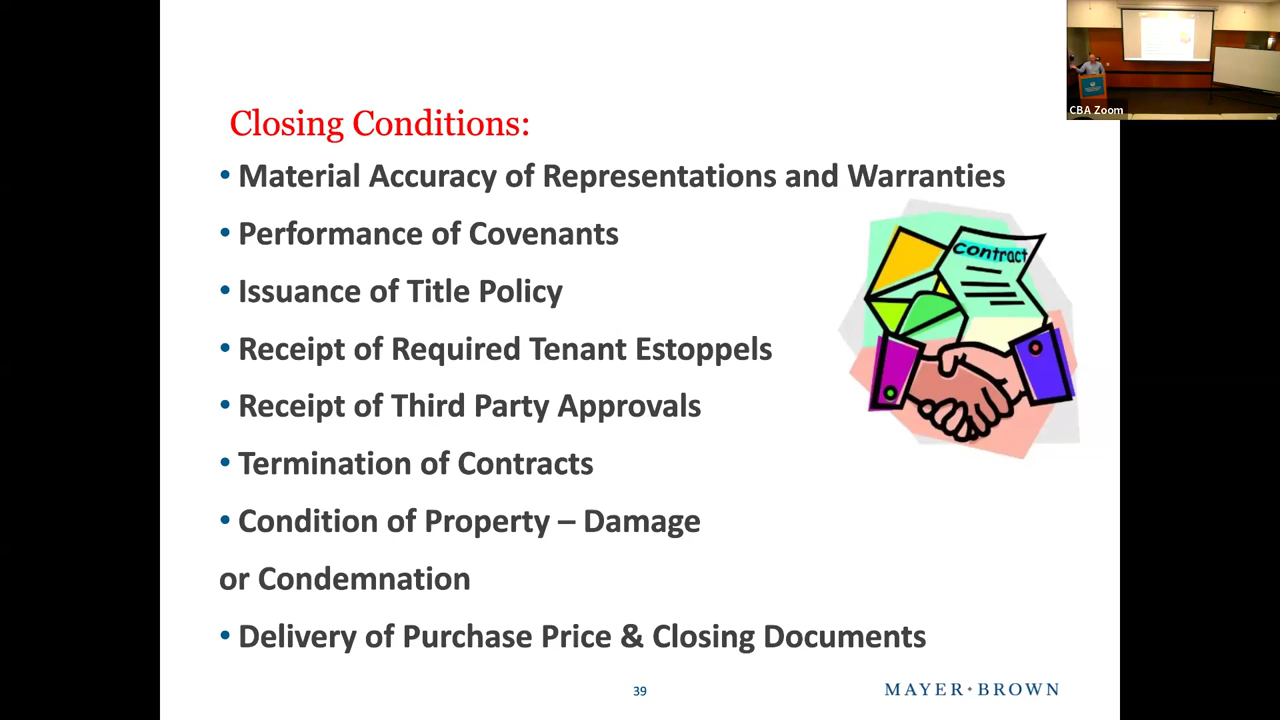 CBA Zoom
Closing Conditions:
• Material Accuracy of Representations and Warranties
• Performance of Covenants
• Issuance of Title Policy
• Receipt of Required Tenant Estoppels
• Receipt of Third Party Approvals
• Termination of Contracts
• Condition of Property – Damage
or Condemnation
• Delivery of Purchase Price & Closing Documents
contract
39
MAYER•BROWN